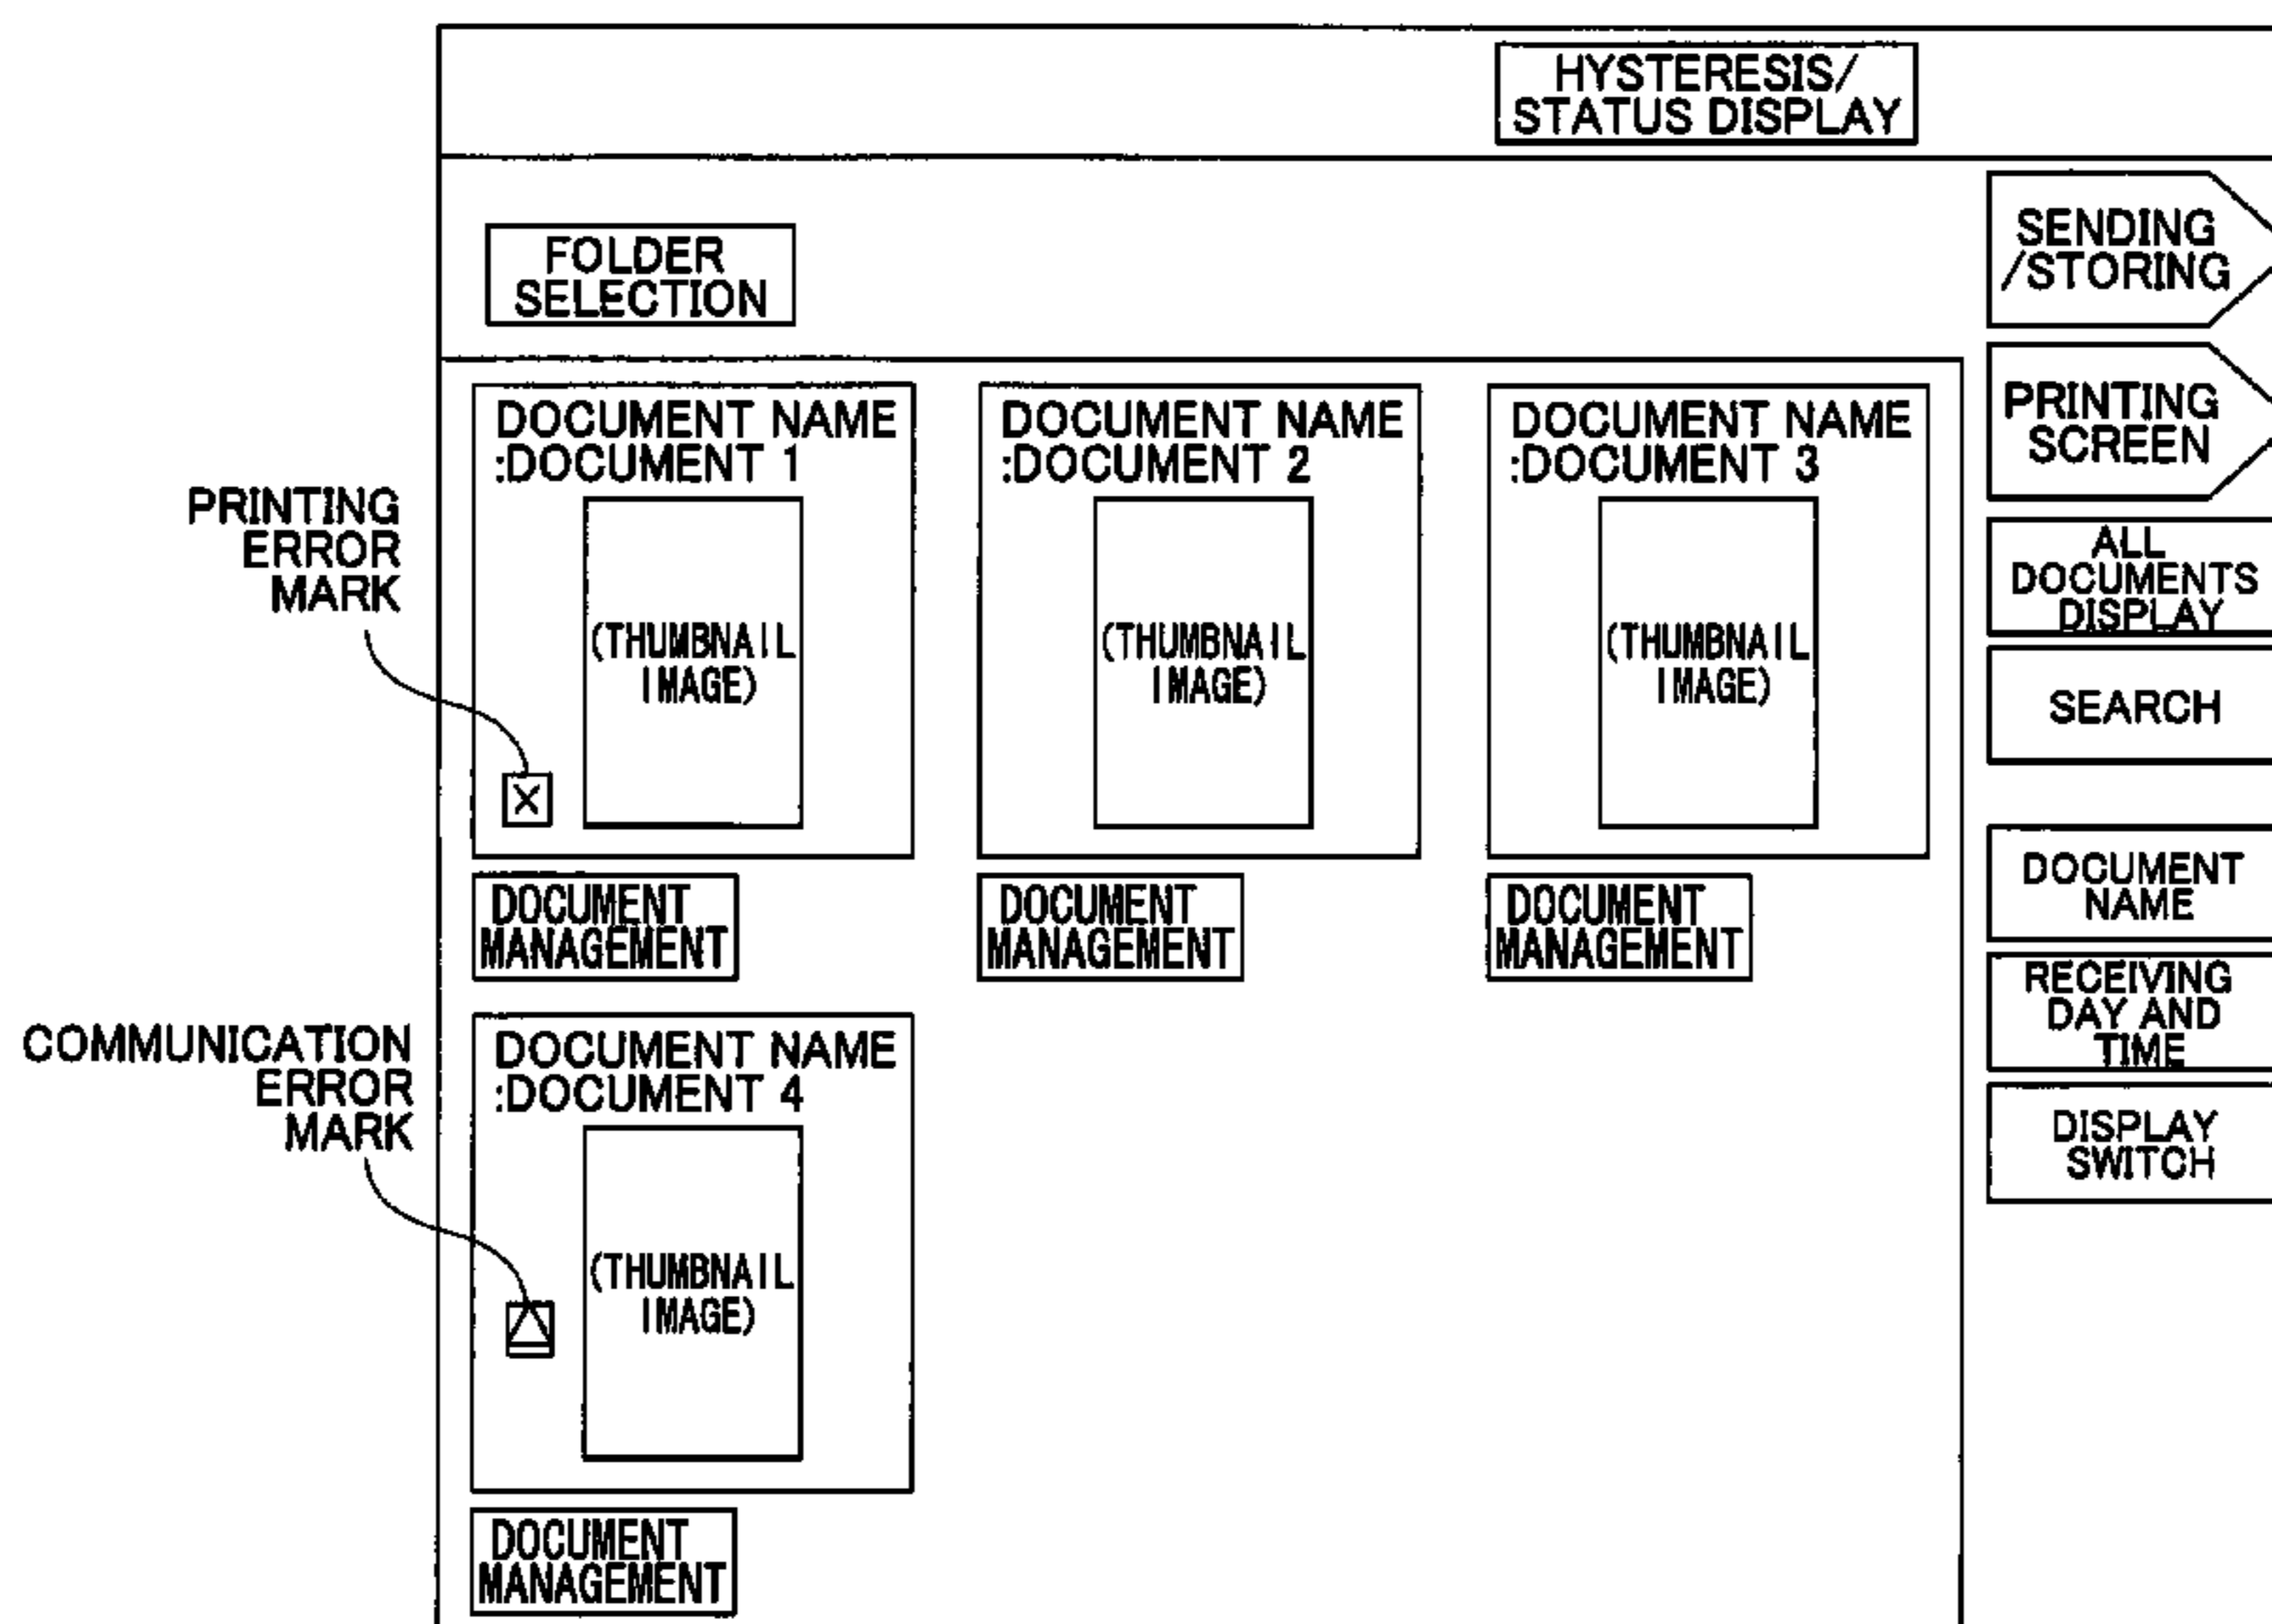 HYSTERESIS/
STATUS DISPLAY
FOLDER
SELECTION
SENDING
/STORING
PRINTING
SCREEN
ALL
DOCUMENTS
DISPLAY
SEARCH
DOCUMENT
NAME
RECEIVING
DAY AND
TIME
DISPLAY
SWITCH
PRINTING
ERROR
MARK
DOCUMENT NAME
:DOCUMENT 1
(THUMBNAIL
IMAGE)
X
DOCUMENT
MANAGEMENT
DOCUMENT NAME
:DOCUMENT 2
(THUMBNAIL
IMAGE)
DOCUMENT
MANAGEMENT
DOCUMENT NAME
:DOCUMENT 3
(THUMBNAIL
IMAGE)
DOCUMENT
MANAGEMENT
COMMUNICATION
ERROR
MARK
DOCUMENT NAME
:DOCUMENT 4
(THUMBNAIL
IMAGE)
DOCUMENT
MANAGEMENT